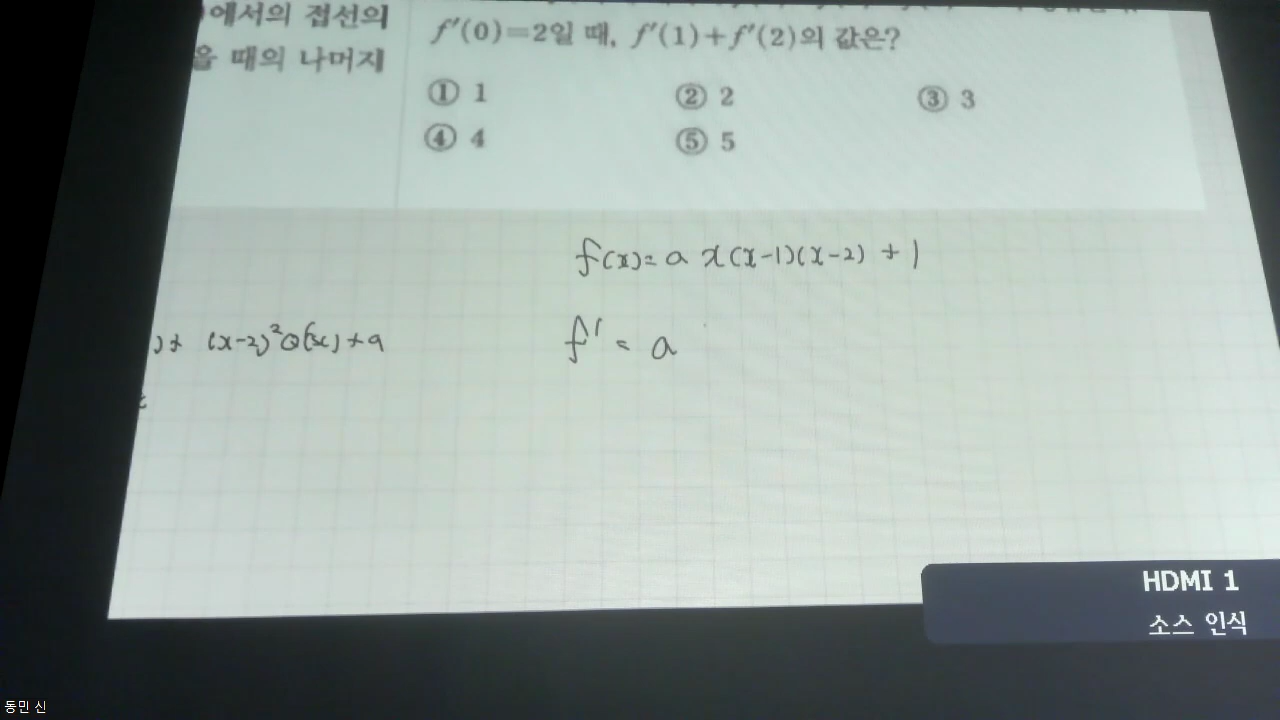 에서의 접선의
을 때의 나머지
f′(0)=2일 때, f′(1)+f′(2)의 값은?
① 1 ② 2 ③ 3
④ 4 ⑤ 5
f(x)= a x(x-1)(x-2) + 1
(x-2)²Q(x)+a
f′ = a
HDMI 1
소스 인식
동민 신